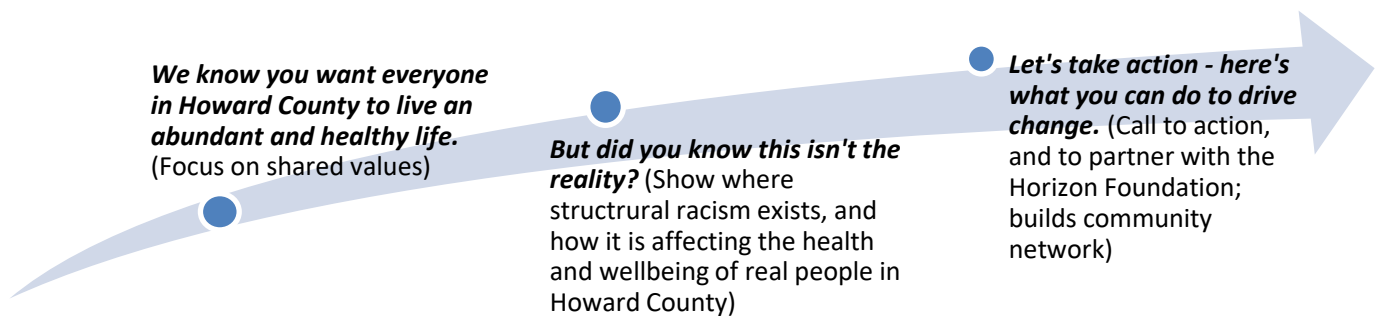 We know you want everyone
in Howard County to live an
abundant and healthy life.
(Focus on shared values)
But did you know this isn't the
reality? (Show where
structrural racism exists, and
how it is affecting the health
and wellbeing of real people in
Howard County)
Let's take action - here's
what you can do to drive
change. (Call to action,
and to partner with the
Horizon Foundation;
builds community
network)